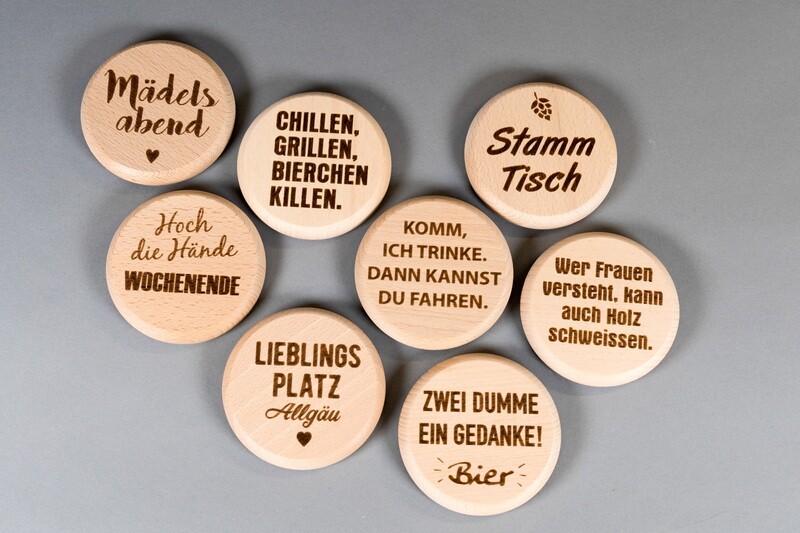 Mädels
abend
CHILLEN,
GRILLEN,
BIERCHEN
KILLEN.
Stamm
Tisch
Hoch
die Hände
WOCHENENDE
KOMM,
ICH TRINKE.
DANN KANNST
DU FAHREN.
Wer Frauen
versteht, kann
auch Holz
schweissen.
LIEBLINGS
PLATZ
Allgäu
ZWEI DUMME
EIN GEDANKE!
Bier